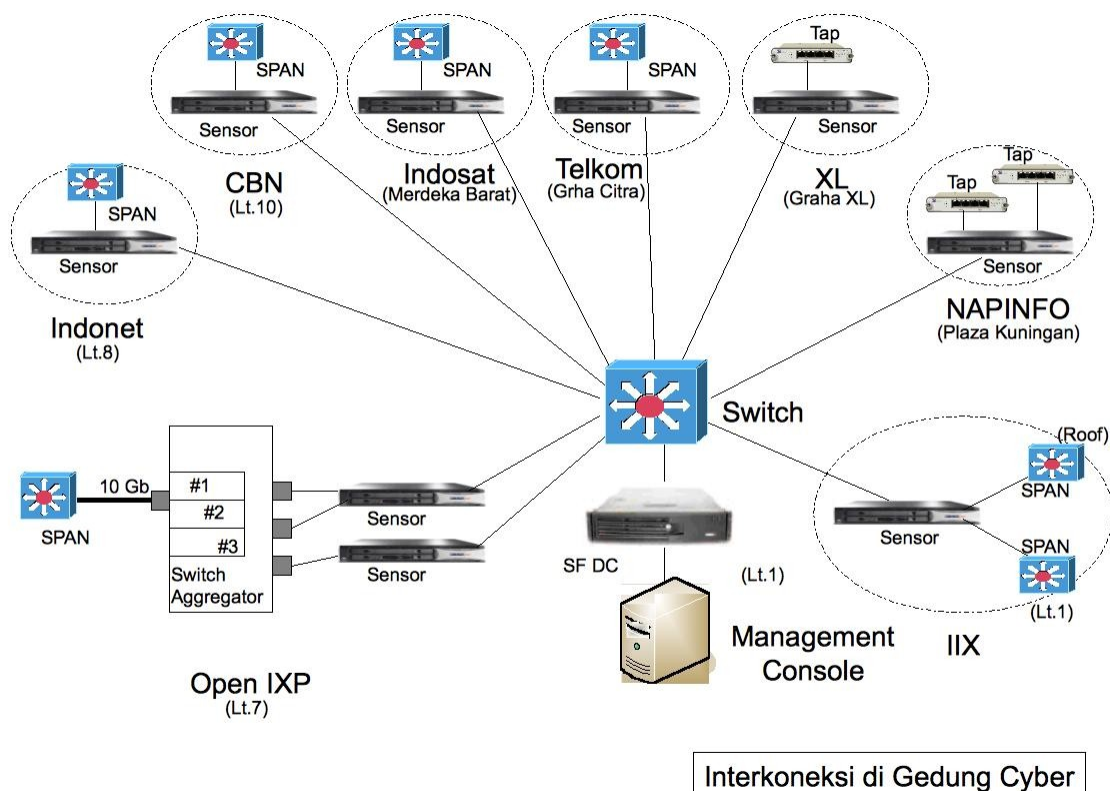 SPAN
Sensor
CBN
(Lt.10)
SPAN
Sensor
Indosat
(Merdeka Barat)
SPAN
Sensor
Telkom
(Grha Citra)
Tap
Sensor
XL
(Graha XL)
Tap
Tap
Sensor
NAPINFO
(Plaza Kuningan)
SPAN
Sensor
Indonet
(Lt.8)
Switch
10 Gb
SPAN
#1
#2
#3
Switch
Aggregator
Sensor
Sensor
Open IXP
(Lt.7)
SF DC
(Lt.1)
Management
Console
(Roof)
SPAN
Sensor
SPAN
(Lt.1)
IIX
Interkoneksi di Gedung Cyber